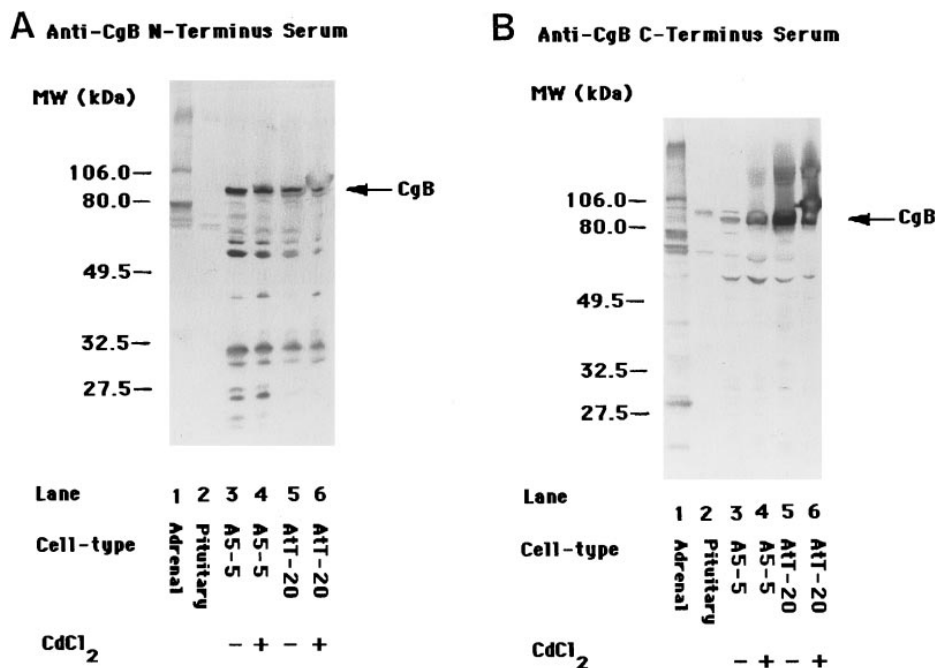 A Anti-CgB N-Terminus Serum
MW (kDa)
106.0—
80.0—
49.5—
32.5—
27.5—
CgB
Lane 1 2 3 4 5 6
Cell-type Adrenal Pituitary A5-5 A5-5 AtT-20 AtT-20
CdCl2 − + − +
B Anti-CgB C-Terminus Serum
MW (kDa)
106.0—
80.0—
49.5—
32.5—
27.5—
CgB
Lane 1 2 3 4 5 6
Cell-type Adrenal Pituitary A5-5 A5-5 AtT-20 AtT-20
CdCl2 − + − +